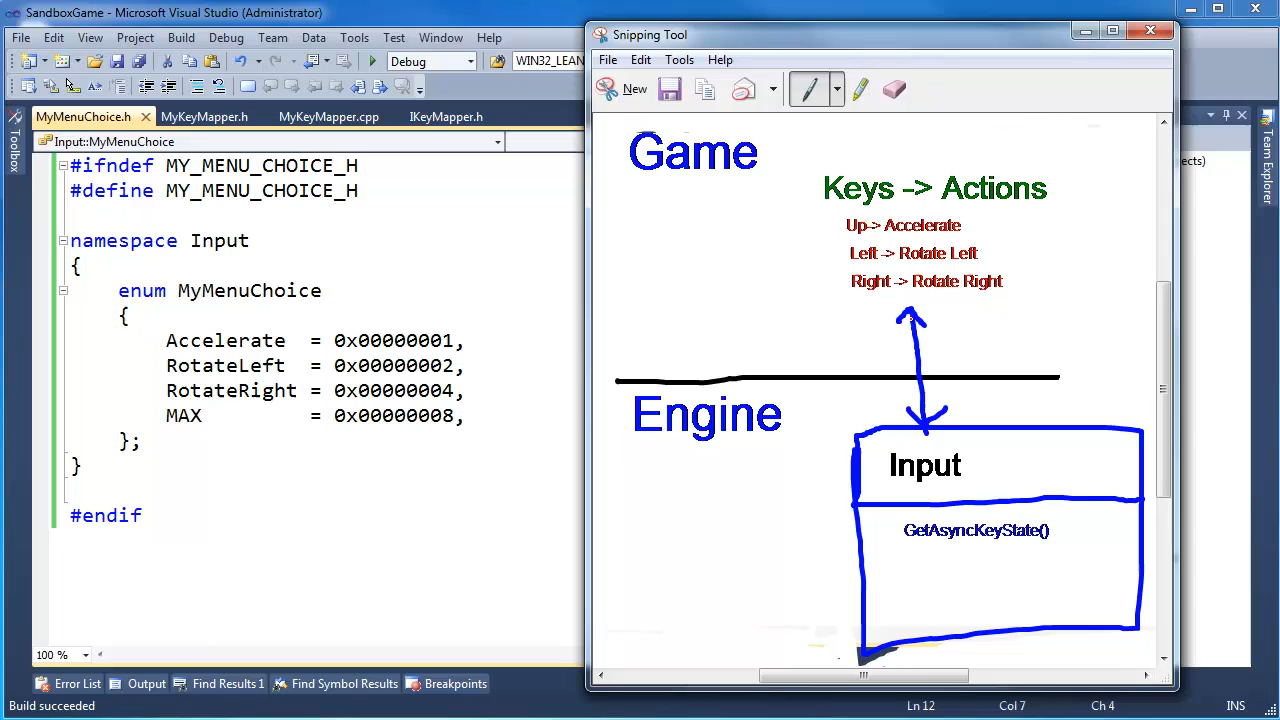 SandboxGame - Microsoft Visual Studio (Administrator)
File Edit View Project Build Debug Team Data Tools Test Window Help
Debug WIN32_LEAN
MyMenuChoice.h MyKeyMapper.h MyKeyMapper.cpp IKeyMapper.h
Input::MyMenuChoice
#ifndef MY_MENU_CHOICE_H
#define MY_MENU_CHOICE_H
namespace Input
{
enum MyMenuChoice
{
Accelerate = 0x00000001,
RotateLeft = 0x00000002,
RotateRight = 0x00000004,
MAX = 0x00000008,
};
}
#endif
100 %
Toolbox
Error List Output Find Results 1 Find Symbol Results Breakpoints
Build succeeded
Ln 12 Col 7 Ch 4 INS
Snipping Tool
File Edit Tools Help
New
Game
Keys -> Actions
Up-> Accelerate
Left -> Rotate Left
Right -> Rotate Right
Engine
Input
GetAsyncKeyState()
ects)
Team Explorer